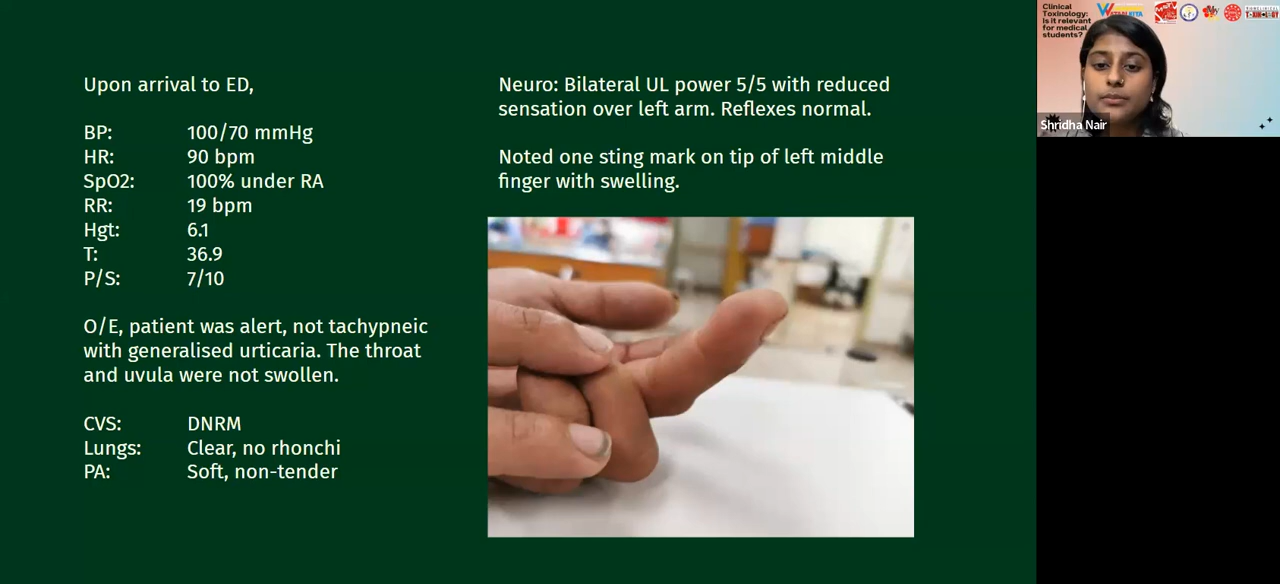 Upon arrival to ED,
BP: 100/70 mmHg
HR: 90 bpm
SpO2: 100% under RA
RR: 19 bpm
Hgt: 6.1
T: 36.9
P/S: 7/10
O/E, patient was alert, not tachypneic
with generalised urticaria. The throat
and uvula were not swollen.
CVS: DNRM
Lungs: Clear, no rhonchi
PA: Soft, non-tender
Neuro: Bilateral UL power 5/5 with reduced
sensation over left arm. Reflexes normal.
Noted one sting mark on tip of left middle
finger with swelling.
Clinical
Toxinology:
Is it relevant
for medical
students?
Shridha Nair